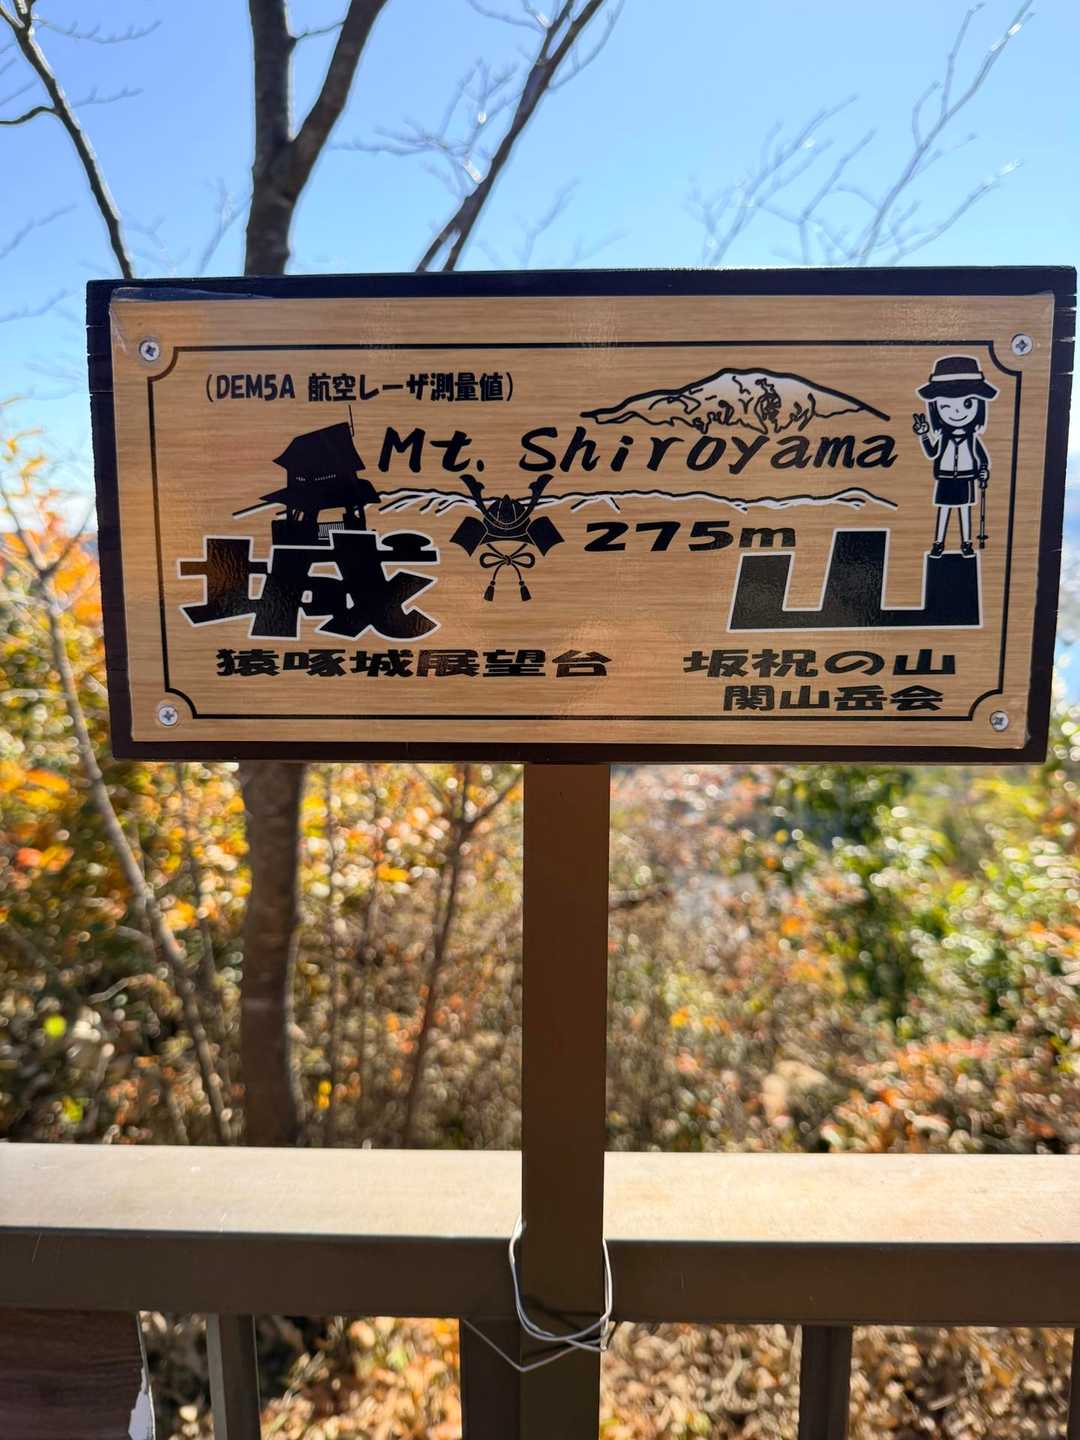 (DEM5A 航空レーザ測量値)
Mt. Shiroyama
275m
城山
猿啄城展望台 坂祝の山
関山岳会